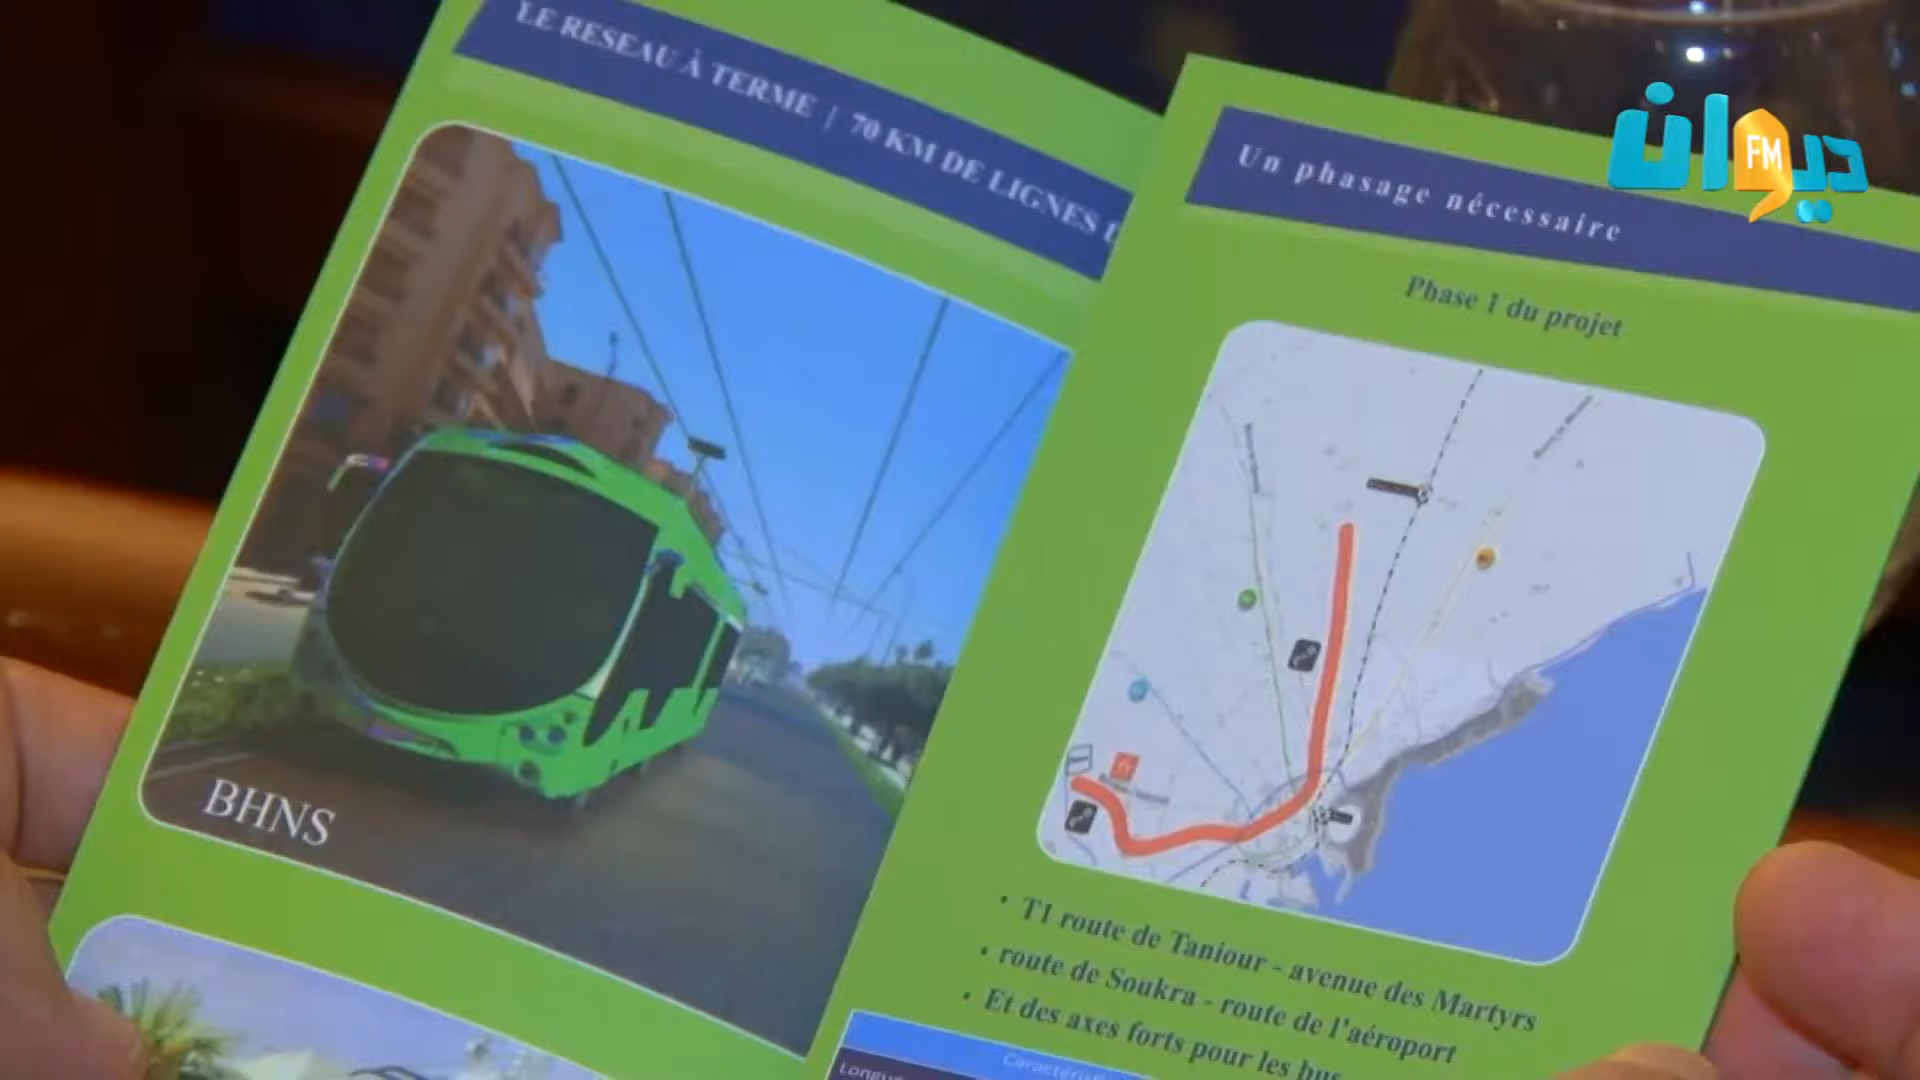 LE RESEAU À TERME | 70 KM DE LIGNES
BHNS
Un phasage nécessaire
Phase 1 du projet
T1
• T1 route de Taniour - avenue des Martyrs
• route de Soukra - route de l'aéroport
• Et des axes forts pour les bus
ديوان
FM